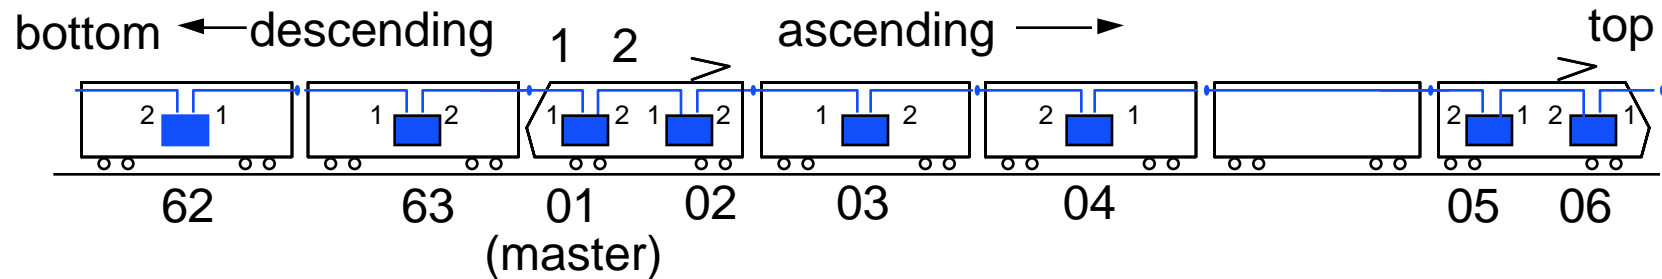 bottom descending 1 2 ascending top
2 1 1 2 1 2 1 2 1 2 2 1 2 1 2 1
62 63 01 02 03 04 05 06
(master)